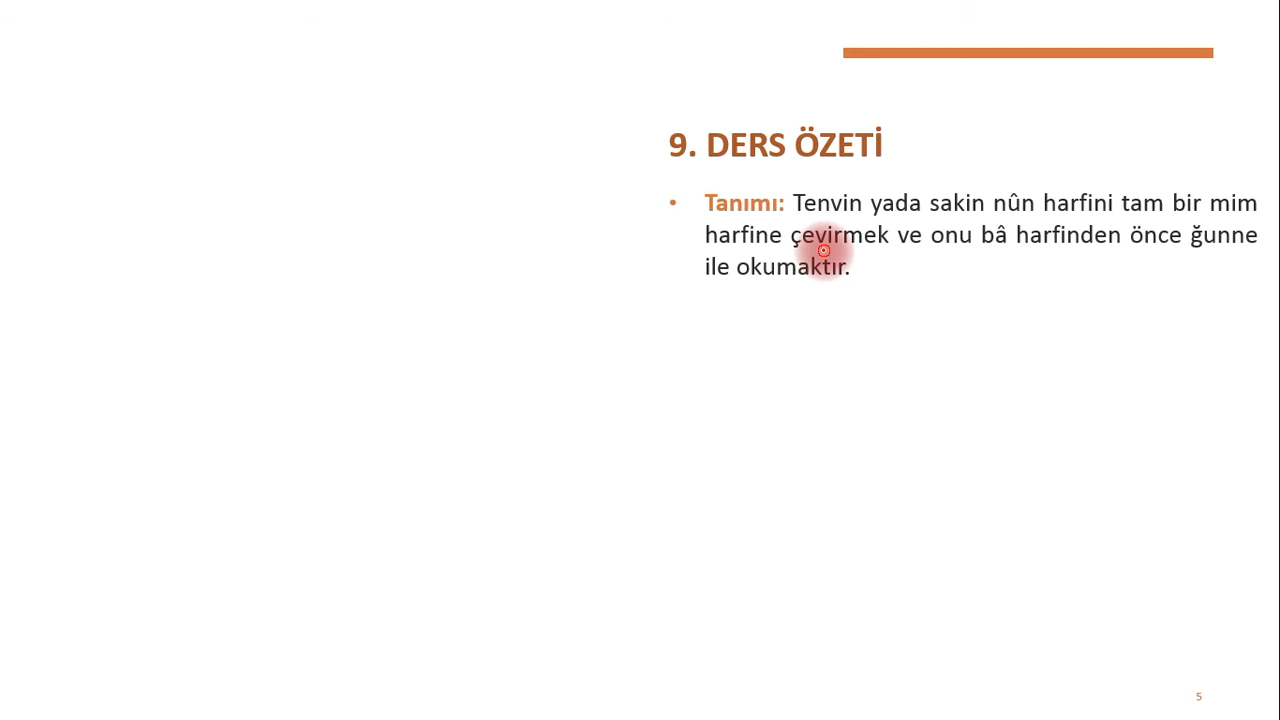 9. DERS ÖZETİ
• Tanımı: Tenvin yada sakin nûn harfini tam bir mim
harfine çevirmek ve onu bâ harfinden önce ğunne
ile okumaktır.
5